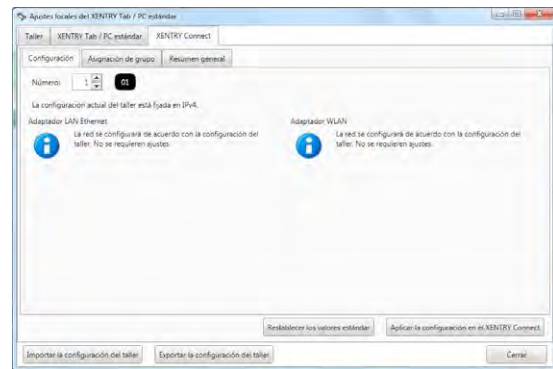 Ajustes locales del XENTRY Tab / PC estándar
Taller XENTRY Tab / PC estándar XENTRY Connect
Configuración Asignación de grupo Resumen general
Número: 1 01
La configuración actual del taller está fijada en IPv4.
Adaptador LAN Ethernet
La red se configurará de acuerdo con la configuración del
taller. No se requieren ajustes.
Adaptador WLAN
La red se configurará de acuerdo con la configuración del
taller. No se requieren ajustes.
Restablecer los valores estándar Aplicar la configuración en el XENTRY Connect
Importar la configuración del taller Exportar la configuración del taller Cerrar